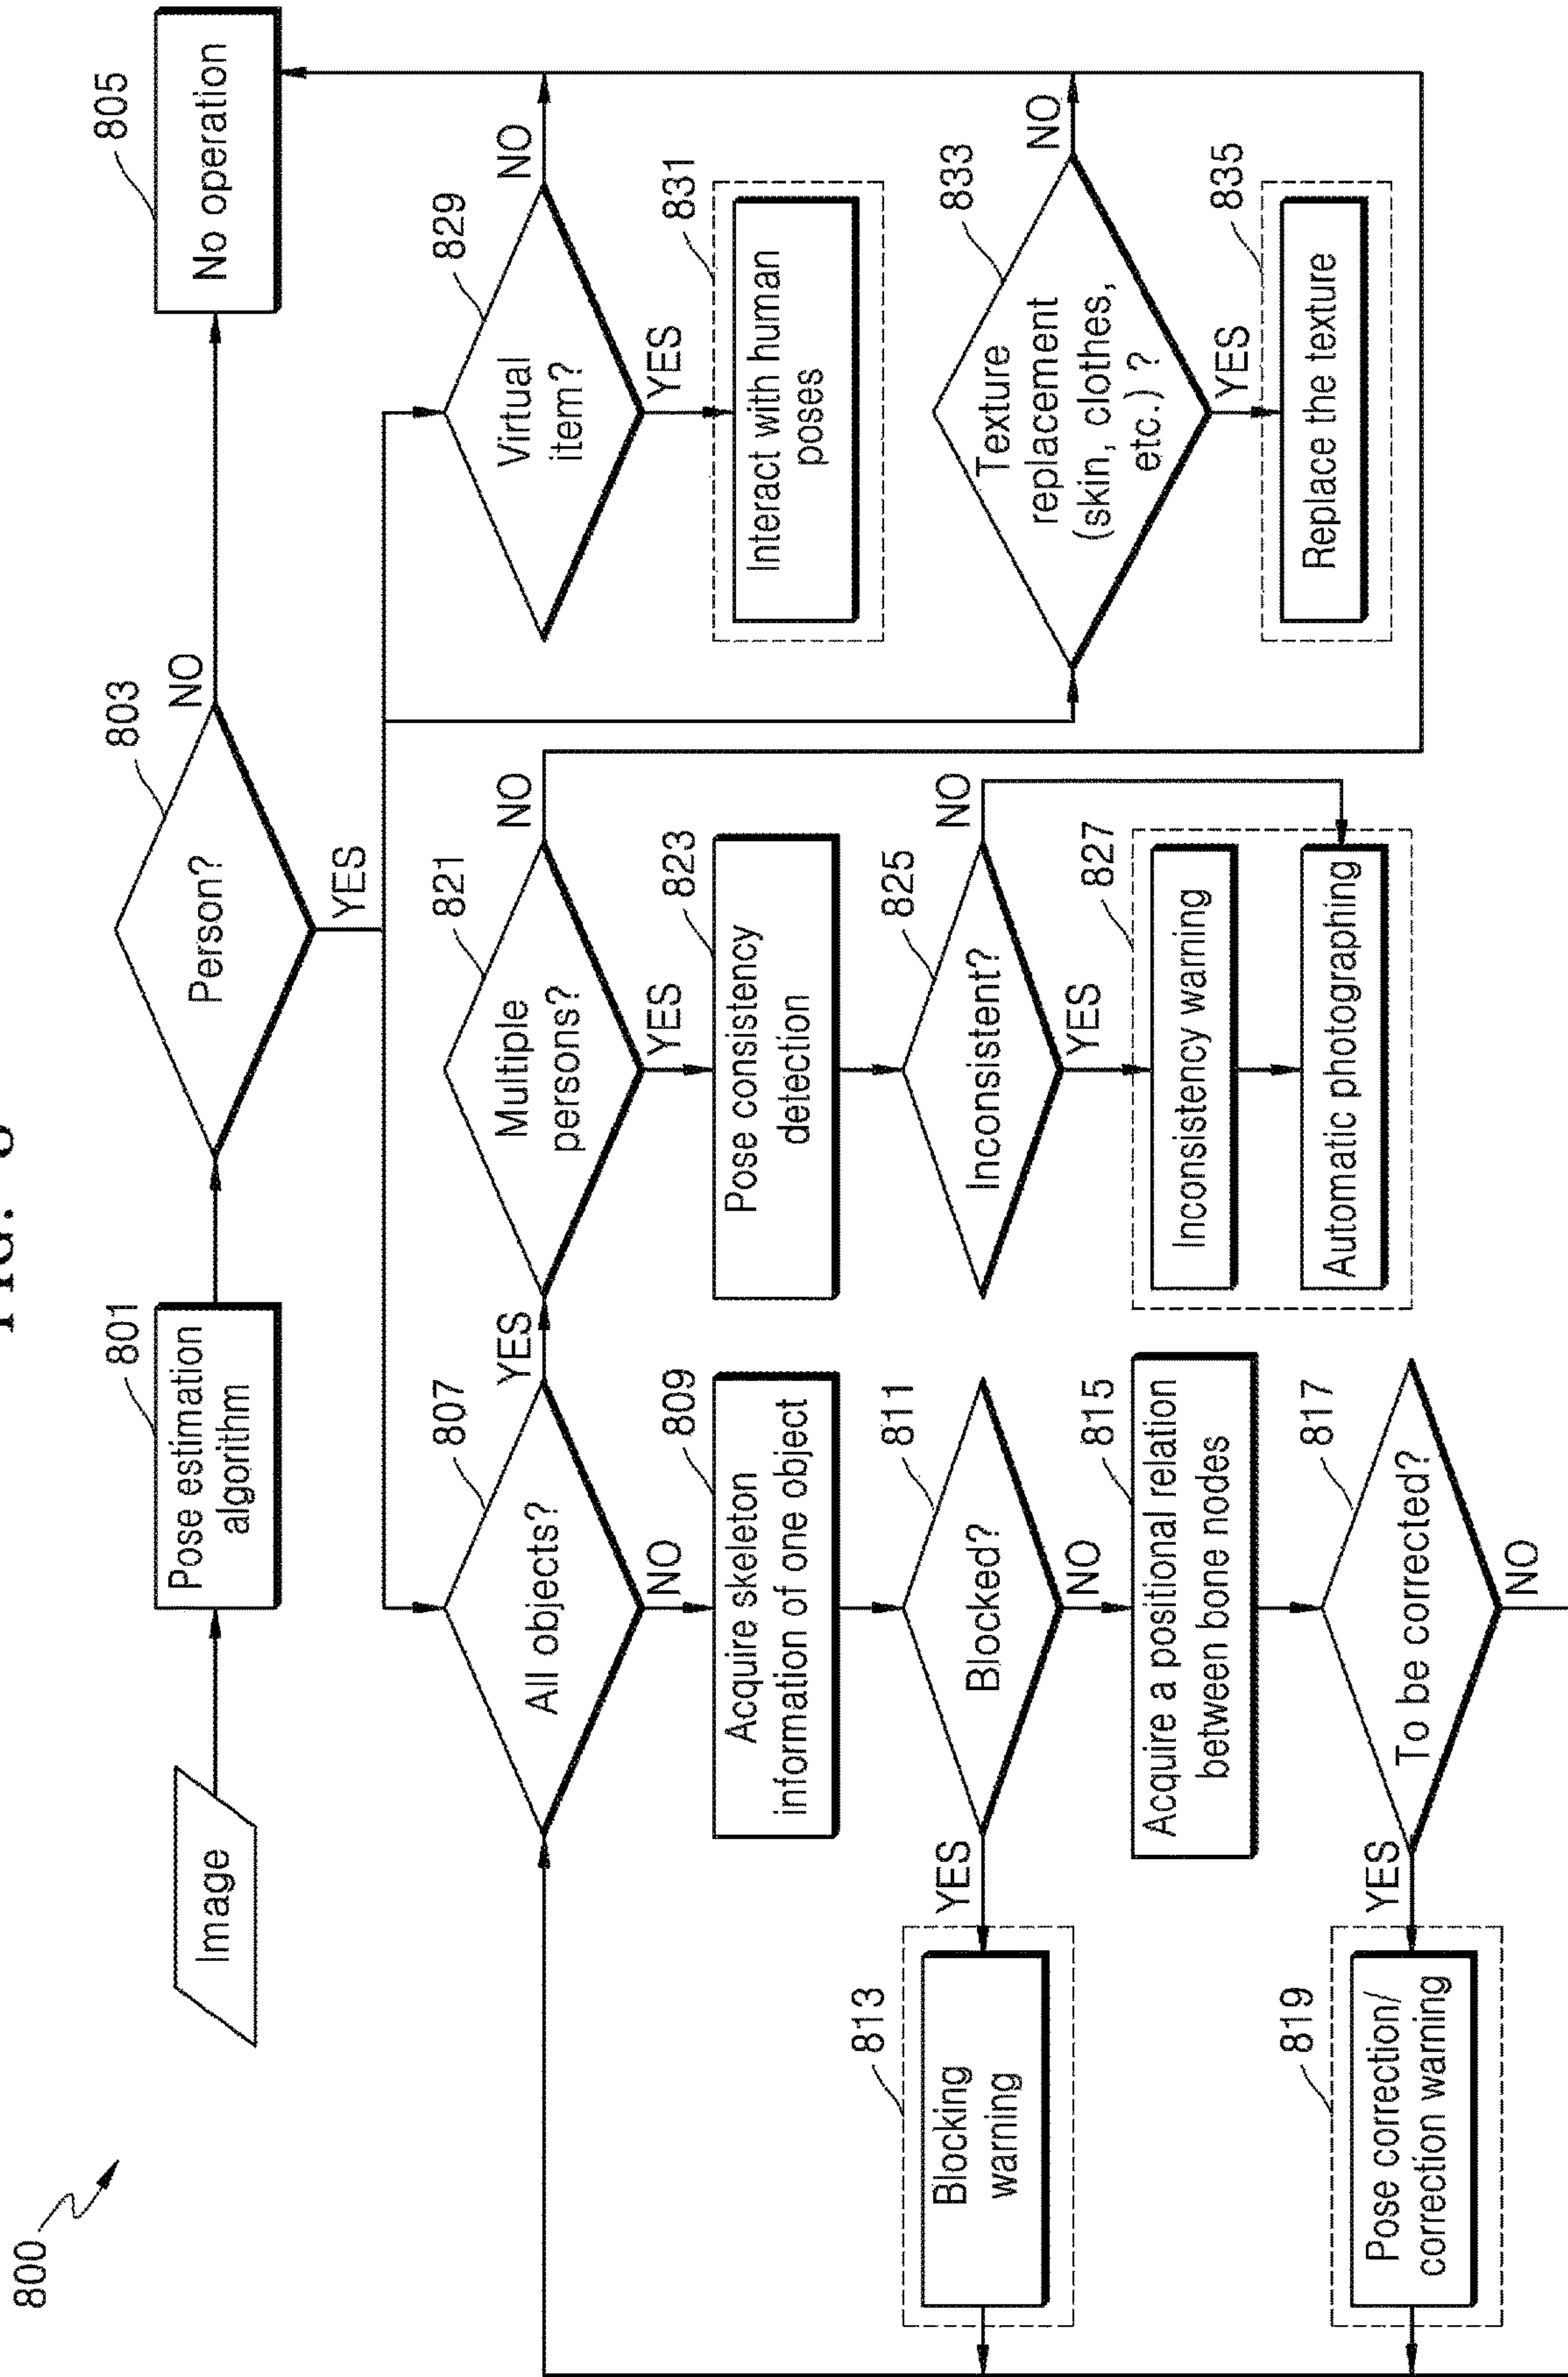 FIG. 8
800
Image
801
Pose estimation
algorithm
803
Person?
NO
YES
805
No operation
807
All objects?
YES
NO
809
Acquire skeleton
information of one object
811
Blocked?
YES
NO
813
Blocking
warning
815
Acquire a positional relation
between bone nodes
817
To be corrected?
YES
NO
819
Pose correction/
correction warning
821
Multiple
persons?
NO
YES
823
Pose consistency
detection
825
Inconsistent?
NO
YES
827
Inconsistency warning
Automatic photographing
829
Virtual
item?
NO
YES
831
Interact with human
poses
833
Texture
replacement
(skin, clothes,
etc.) ?
NO
YES
835
Replace the texture